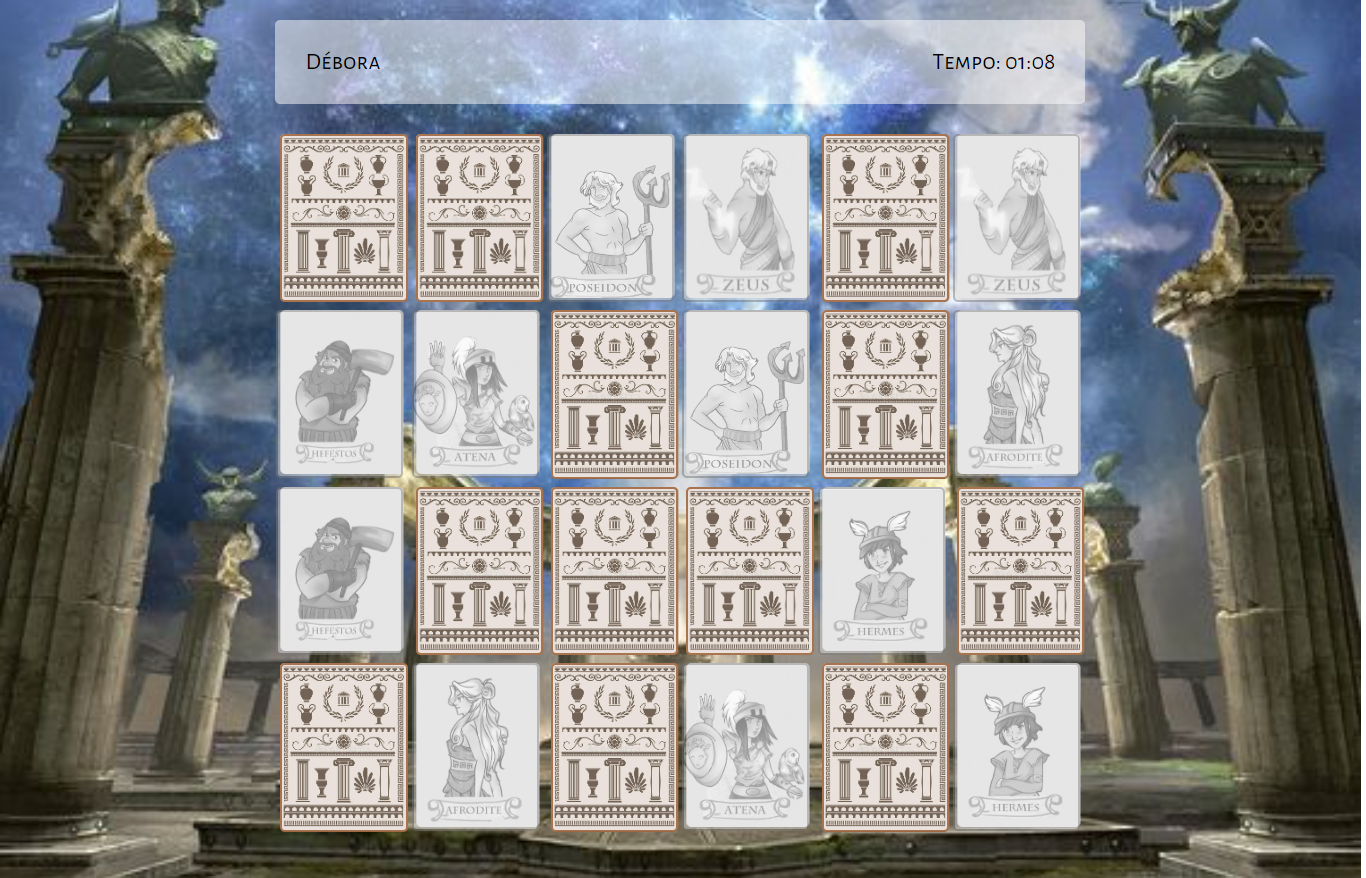 Débora
Tempo: 01:08
POSEIDON
ZEUS
ZEUS
HEFESTOS
ATENA
POSEIDON
AFRODITE
HEFESTOS
HERMES
AFRODITE
ATENA
HERMES